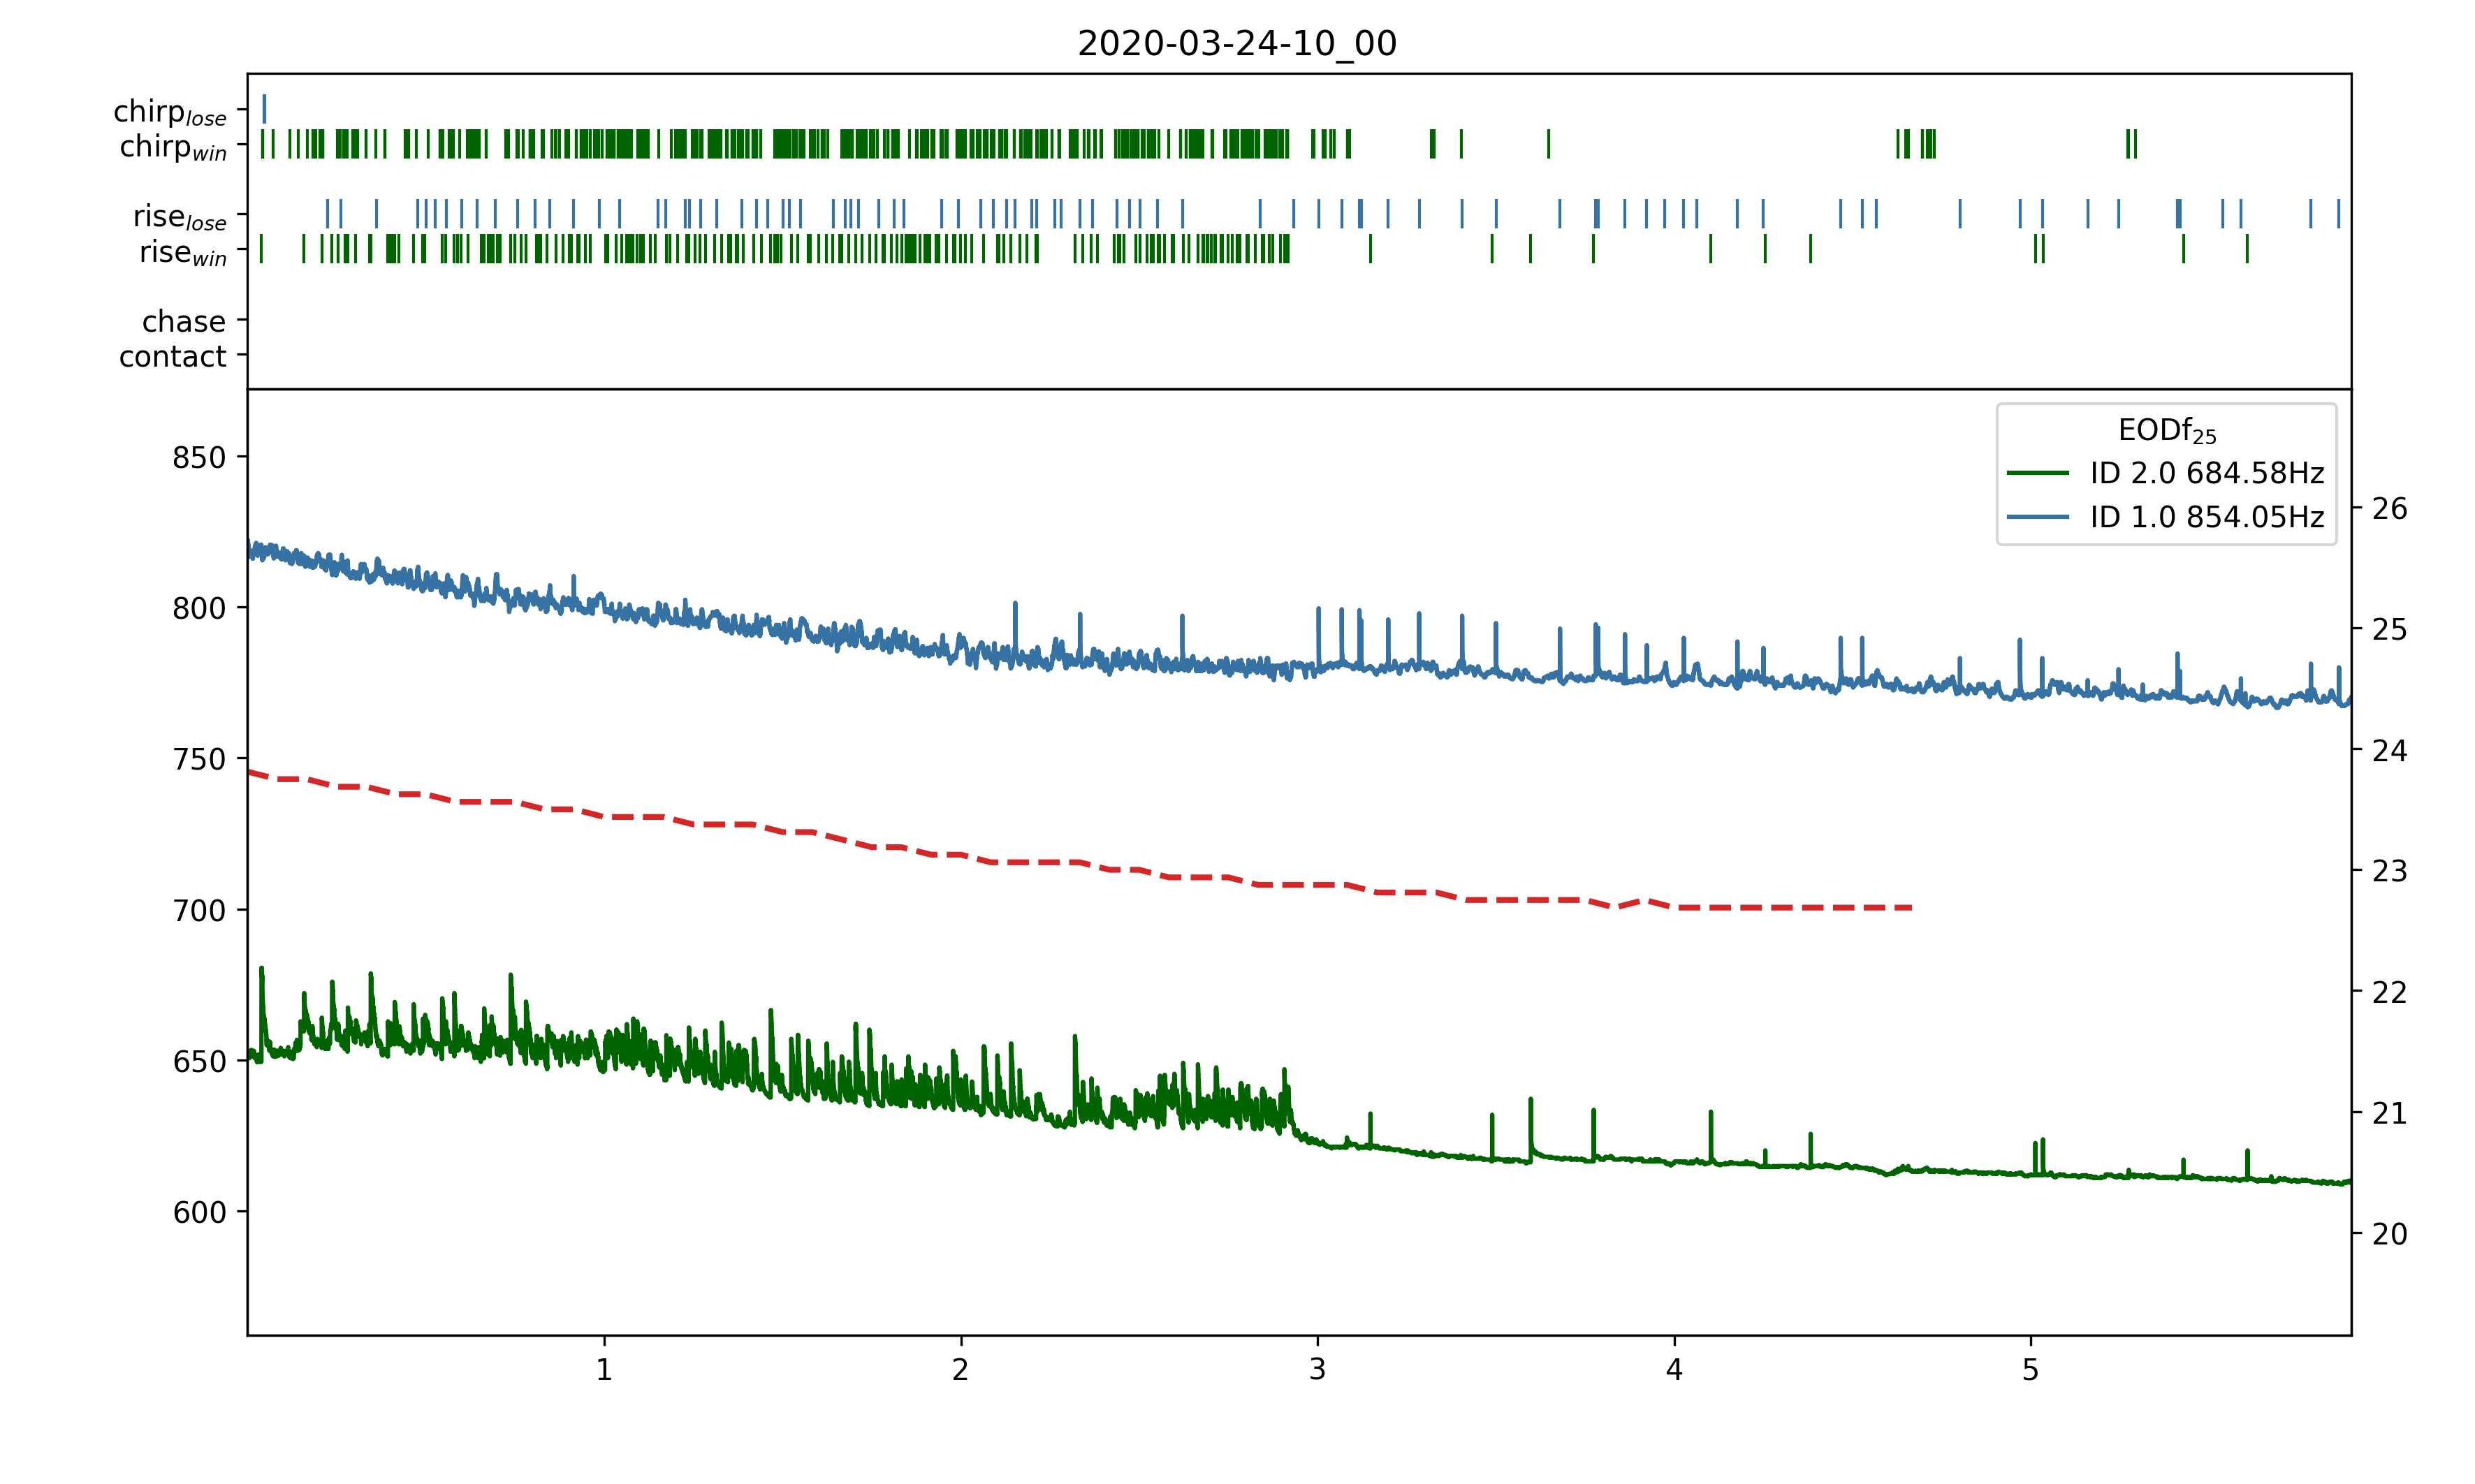 2020-03-24-10_00
chirp_lose
chirp_win
rise_lose
rise_win
chase
contact
EODf_25
ID 2.0 684.58Hz
ID 1.0 854.05Hz
850
800
750
700
650
600
26
25
24
23
22
21
20
1 2 3 4 5